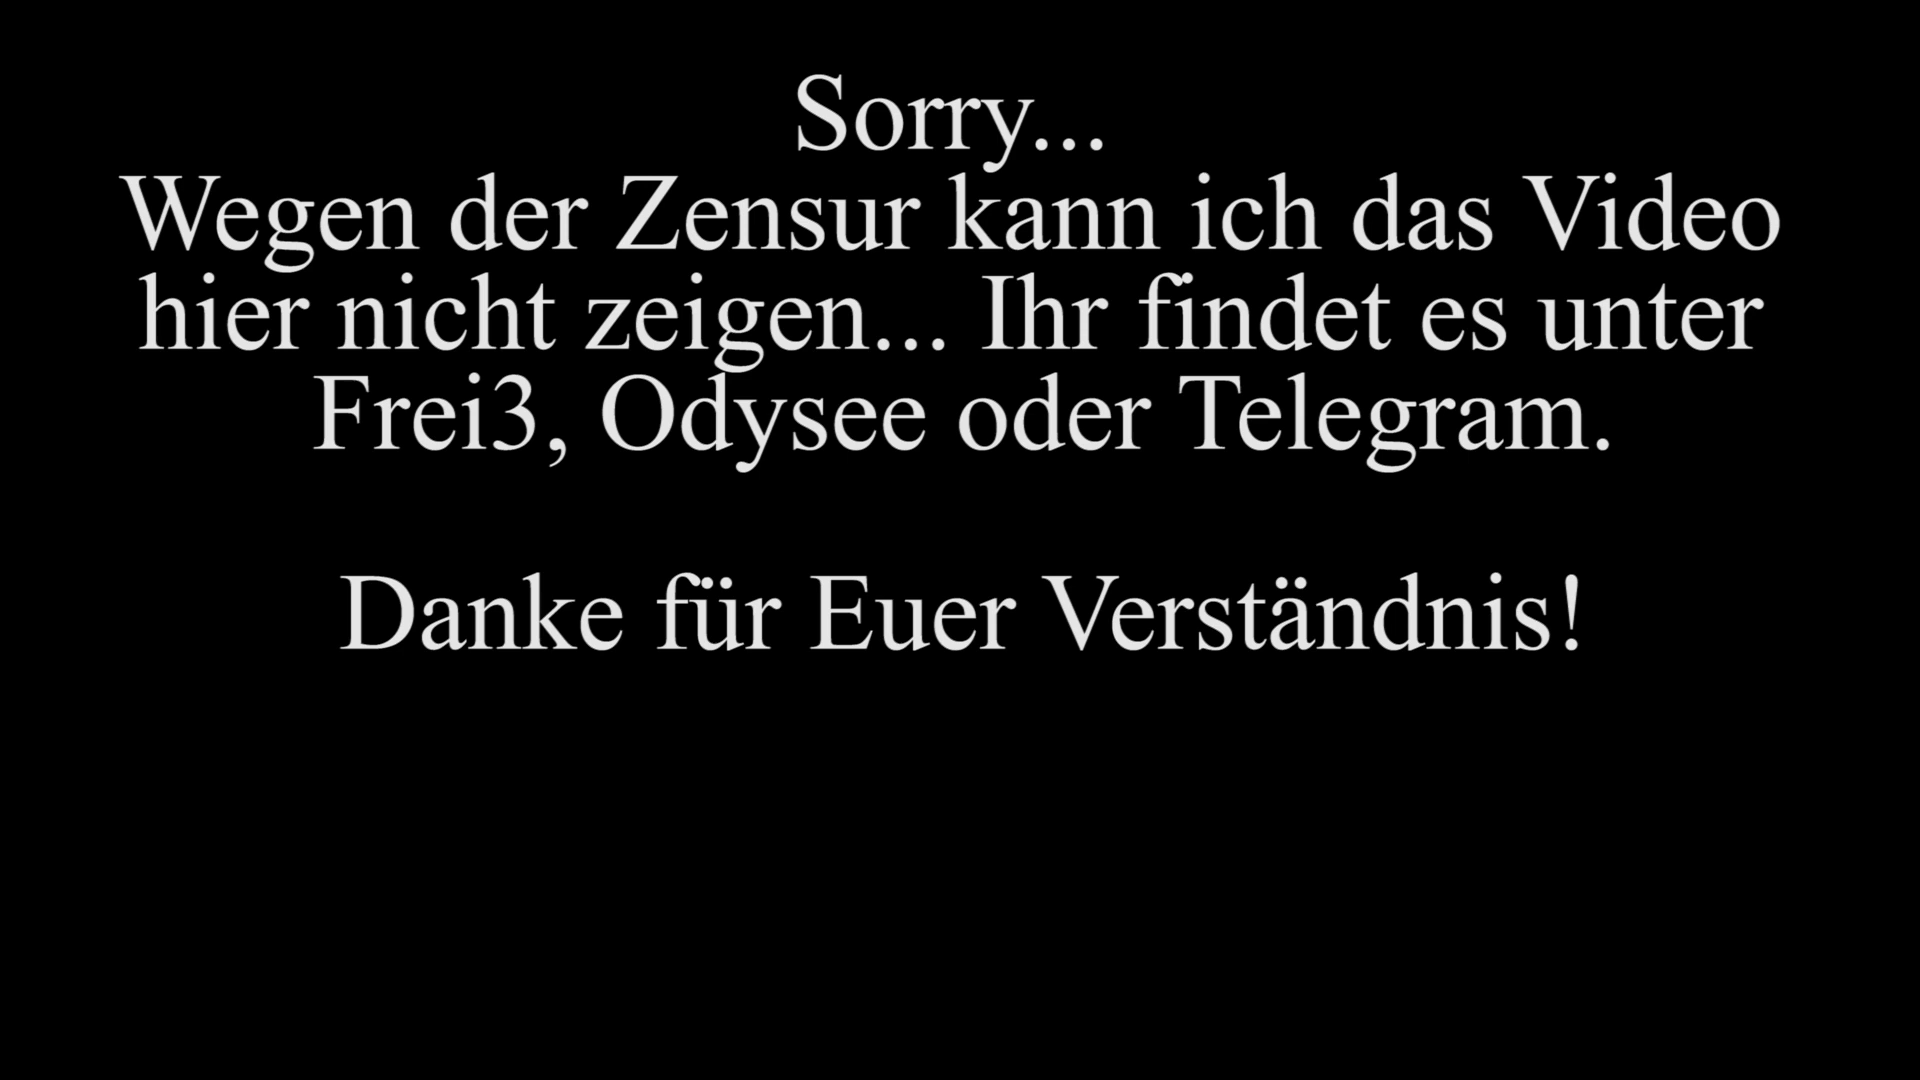 Sorry...
Wegen der Zensur kann ich das Video
hier nicht zeigen... Ihr findet es unter
Frei3, Odysee oder Telegram.
Danke für Euer Verständnis!